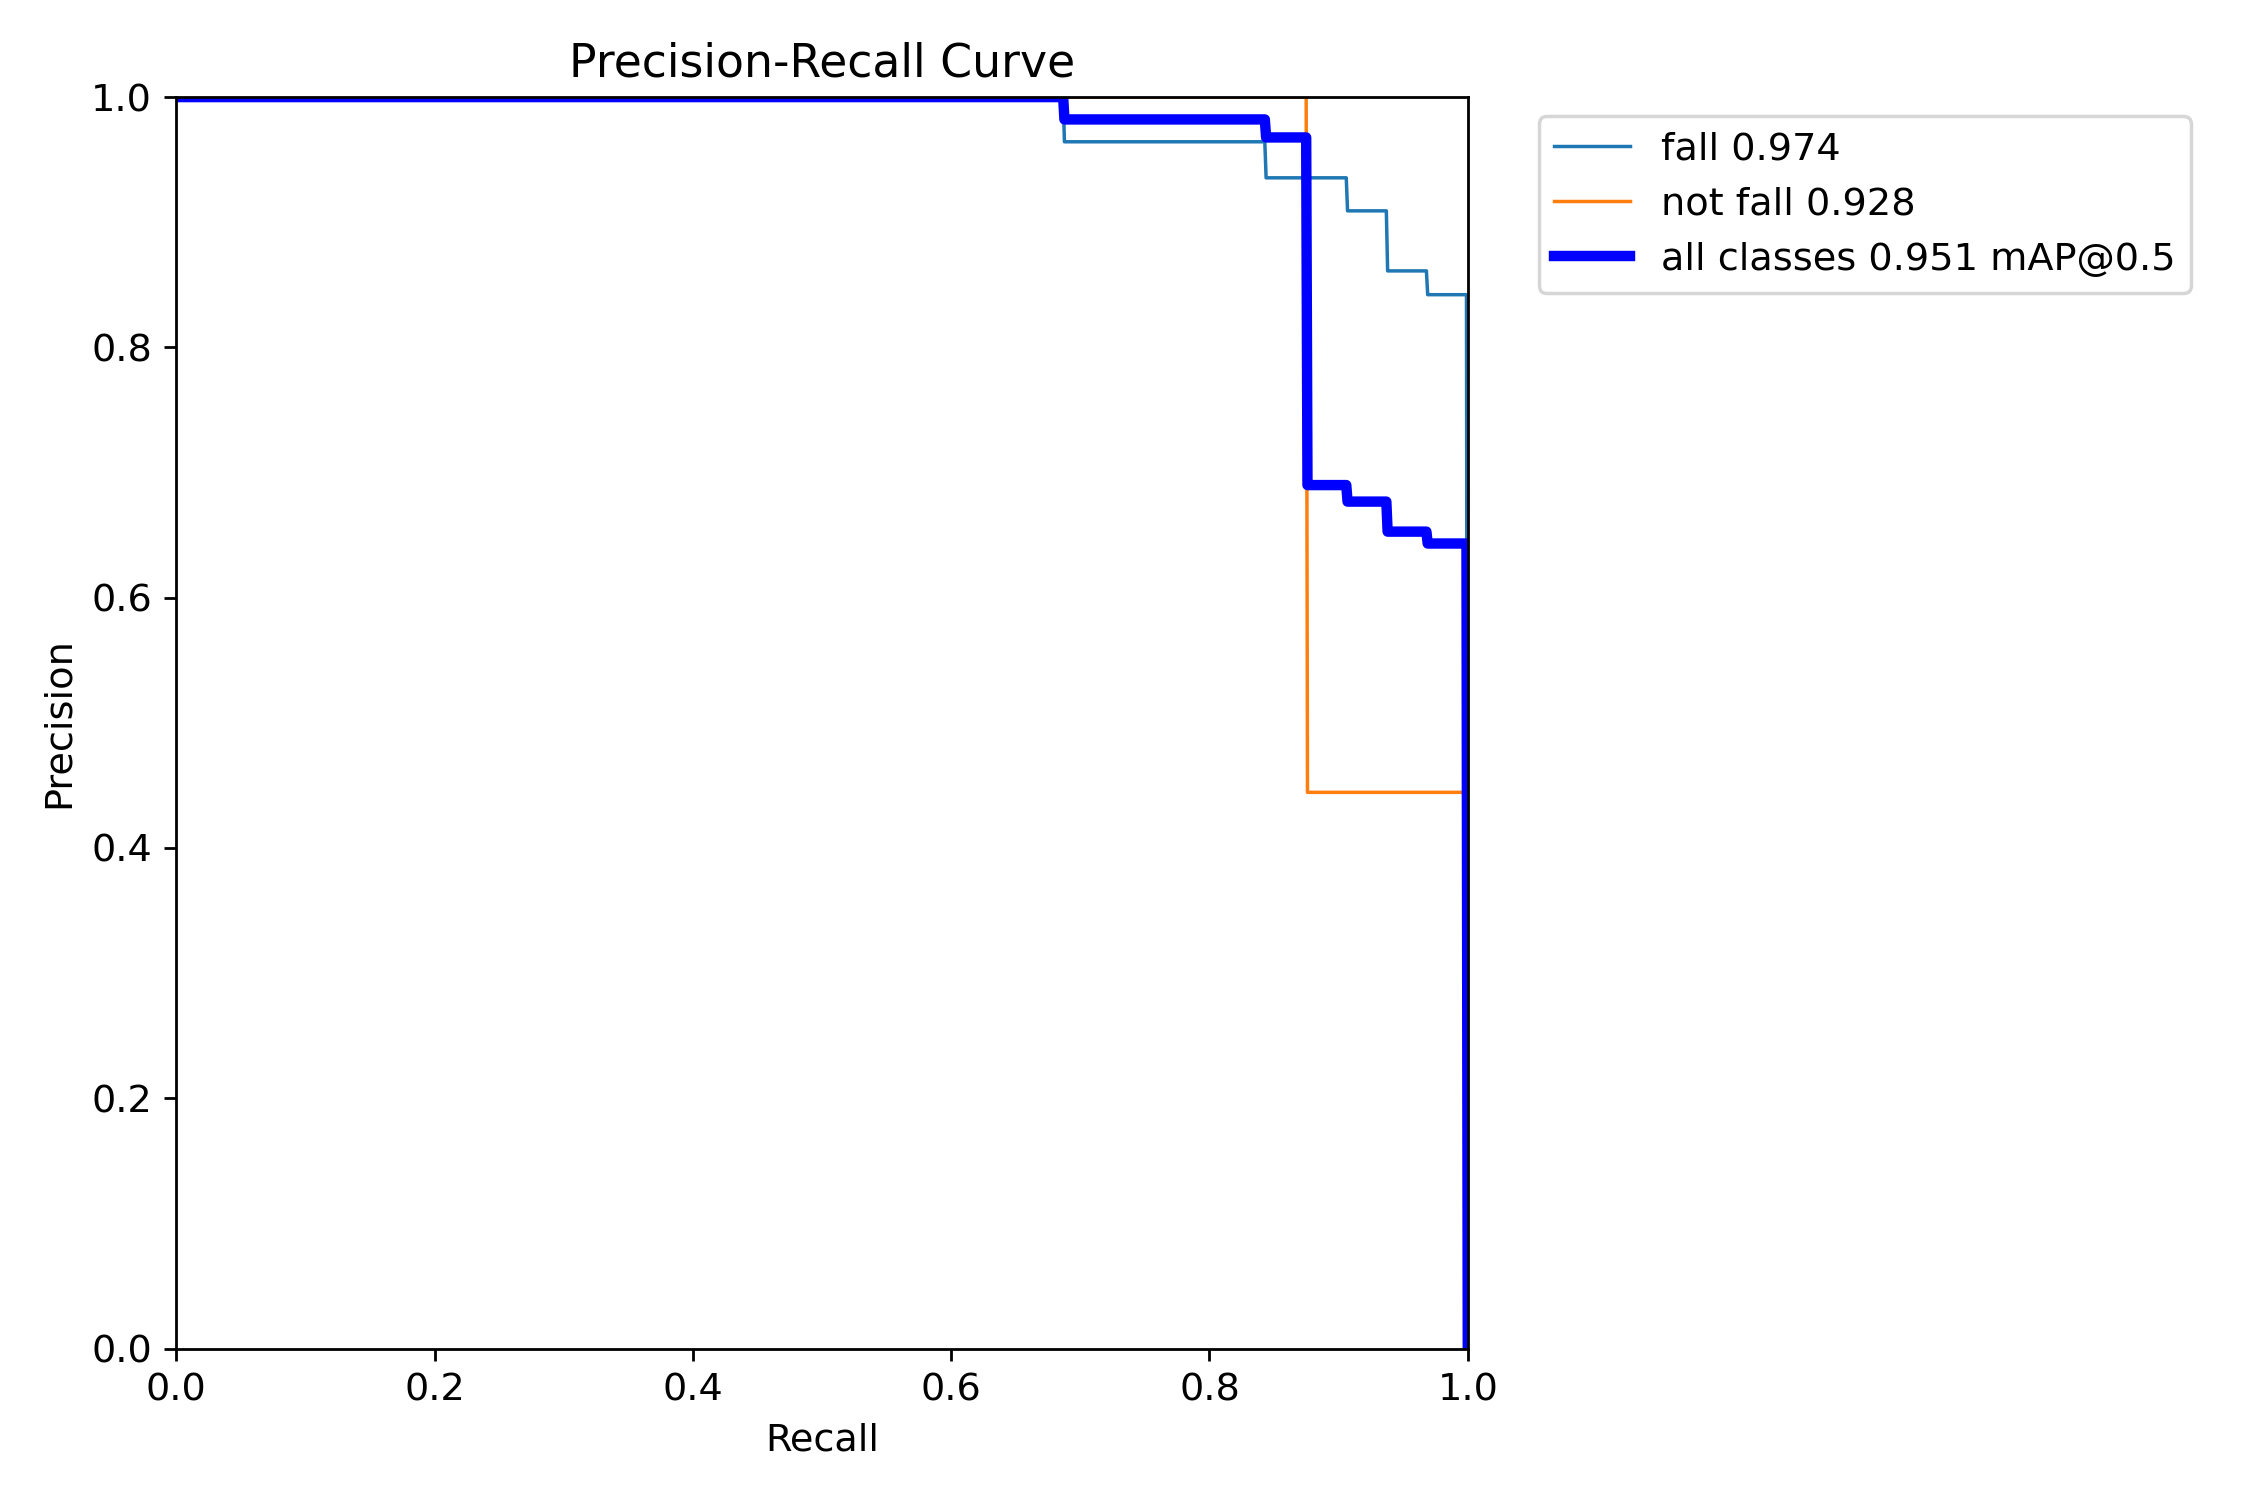 Precision-Recall Curve
fall 0.974
not fall 0.928
all classes 0.951 mAP@0.5
1.0
0.8
0.6
0.4
0.2
0.0
Precision
0.0 0.2 0.4 0.6 0.8 1.0
Recall